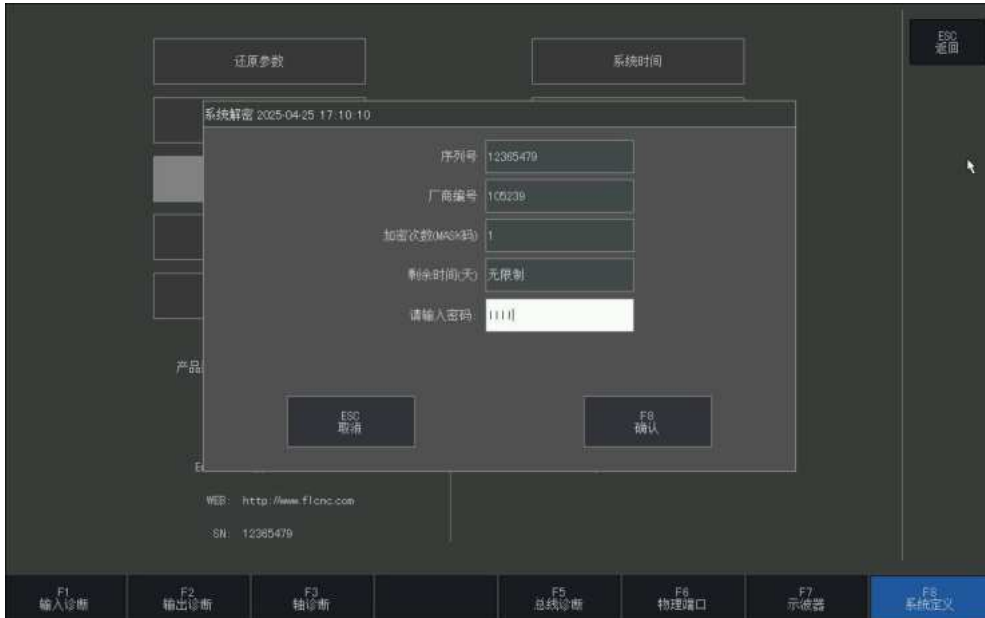 ESC
返回
还原参数
系统时间
系统解密 2025-04-25 17:10:10
序列号 12365479
厂商编号 105239
加密次数(MASK码) 1
剩余时间(天) 无限制
请输入密码: 1111
ESC
取消
F8
确认
产品
WEB: http://www.flcnc.com
SN: 12365479
F1
输入诊断
F2
输出诊断
F3
轴诊断
F5
总线诊断
F6
物理端口
F7
示波器
F8
系统定义